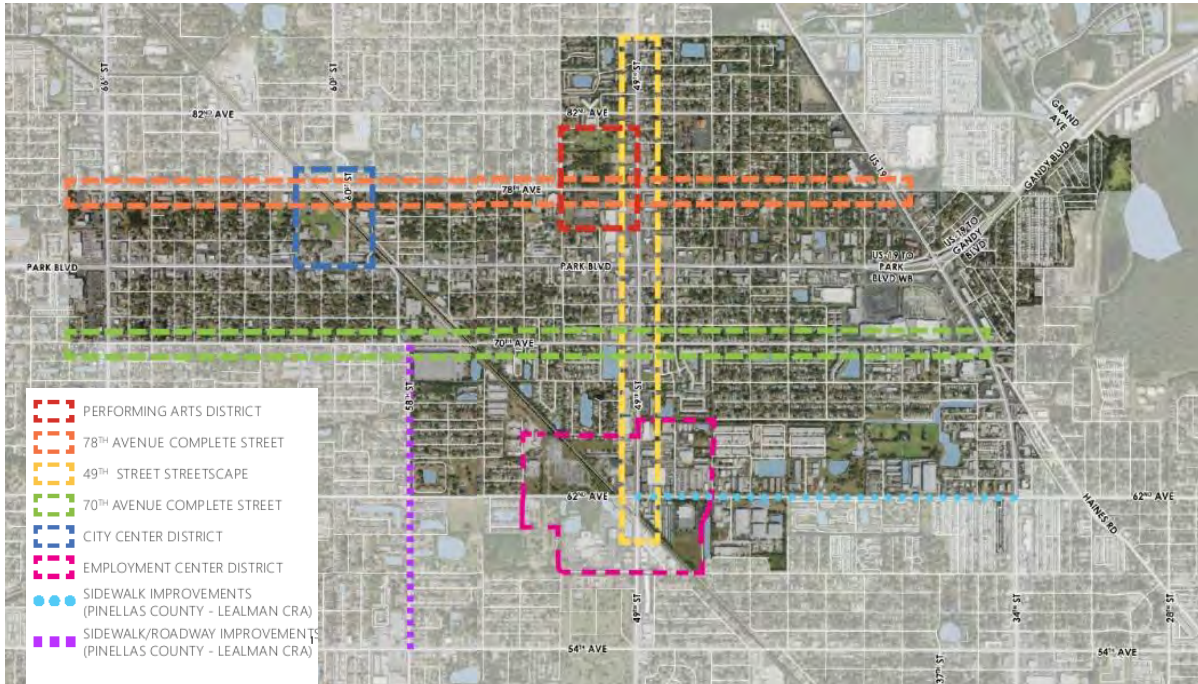 66TH ST
60TH ST
49TH ST
82ND AVE
82ND AVE
GRAND AVE
US-19
GANDY BLVD
60TH ST
78TH AVE
US-19 TO GANDY BLVD
PARK BLVD
PARK BLVD
US-19 TO PARK BLVD WB
70TH AVE
58TH ST
49TH ST
62ND AVE
62ND AVE
HAINES RD
49TH ST
34TH ST
28TH ST
54TH AVE
54TH AVE
37TH ST
PERFORMING ARTS DISTRICT
78TH AVENUE COMPLETE STREET
49TH STREET STREETSCAPE
70TH AVENUE COMPLETE STREET
CITY CENTER DISTRICT
EMPLOYMENT CENTER DISTRICT
SIDEWALK IMPROVEMENTS
(PINELLAS COUNTY - LEALMAN CRA)
SIDEWALK/ROADWAY IMPROVEMENTS
(PINELLAS COUNTY - LEALMAN CRA)